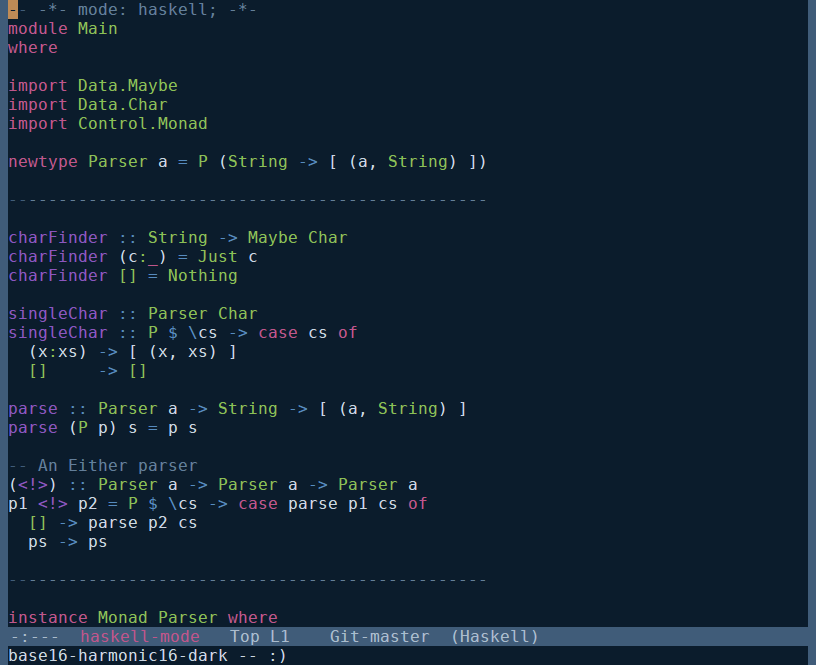 -- -*- mode: haskell; -*-
module Main
where

import Data.Maybe
import Data.Char
import Control.Monad

newtype Parser a = P (String -> [ (a, String) ])

------------------------------------------------

charFinder :: String -> Maybe Char
charFinder (c:_) = Just c
charFinder [] = Nothing

singleChar :: Parser Char
singleChar :: P $ \cs -> case cs of
  (x:xs) -> [ (x, xs) ]
  []     -> []

parse :: Parser a -> String -> [ (a, String) ]
parse (P p) s = p s

-- An Either parser
(<!>) :: Parser a -> Parser a -> Parser a
p1 <!> p2 = P $ \cs -> case parse p1 cs of
  [] -> parse p2 cs
  ps -> ps

------------------------------------------------

instance Monad Parser where
-:---  haskell-mode   Top L1    Git-master  (Haskell)
base16-harmonic16-dark -- :)